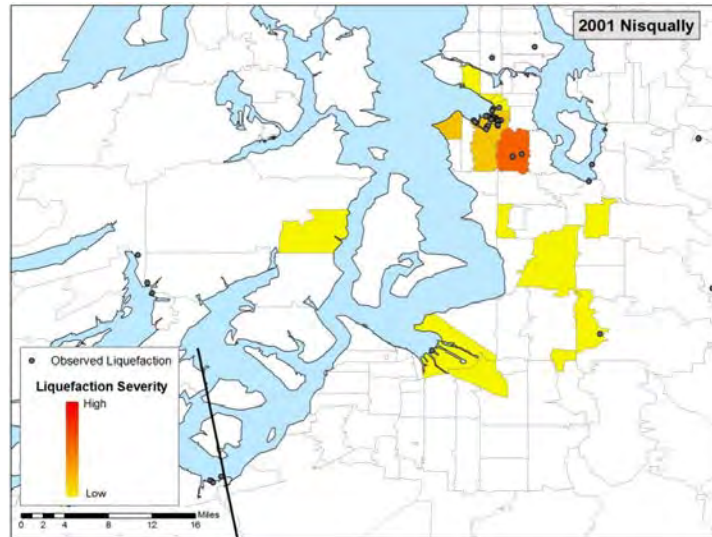 2001 Nisqually
Observed Liquefaction
Liquefaction Severity
High
Low
Miles
0 2 4 8 12 16